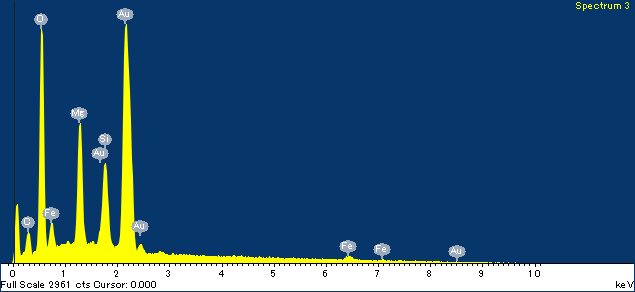 Spectrum 3
Au
O
Mg
Si
Au
Fe
C
Au
Fe
Fe
Au
0 1 2 3 4 5 6 7 8 9 10
Full Scale 2961 cts Cursor: 0.000 keV